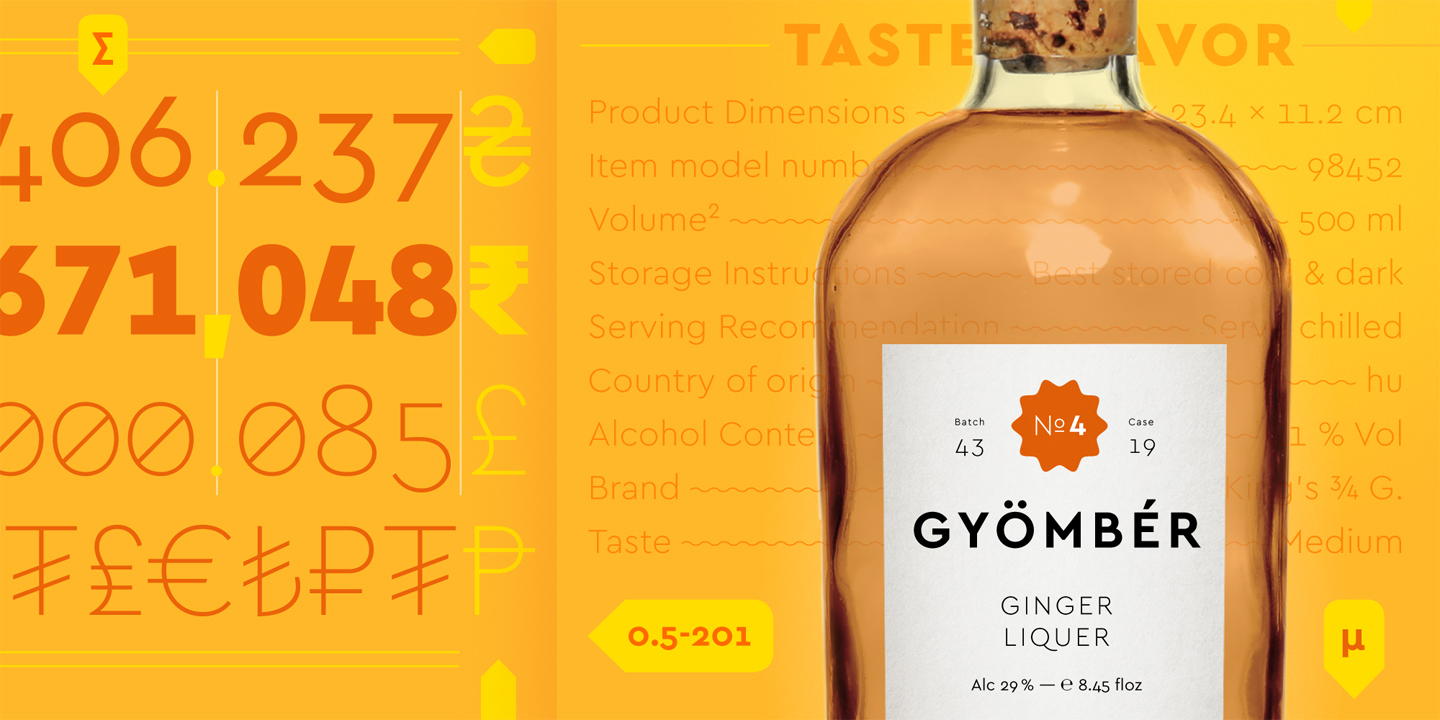 Σ
406.237 ₴
671,048 ₹
000.085 £
₮£€₺₽₮ ₱
TASTE AVOR
Product Dimensions 23.4 × 11.2 cm
Item model numb 98452
Volume² 500 ml
Storage Instructions Best stored cool & dark
Serving Recommendation Serve chilled
Country of origin hu
Alcohol Conte 1 % Vol
Brand King's ¾ G.
Taste Medium
0.5-201
µ
Batch
43
№4
Case
19
GYÖMBÉR
GINGER
LIQUER
Alc 29 % — ℮ 8.45 floz